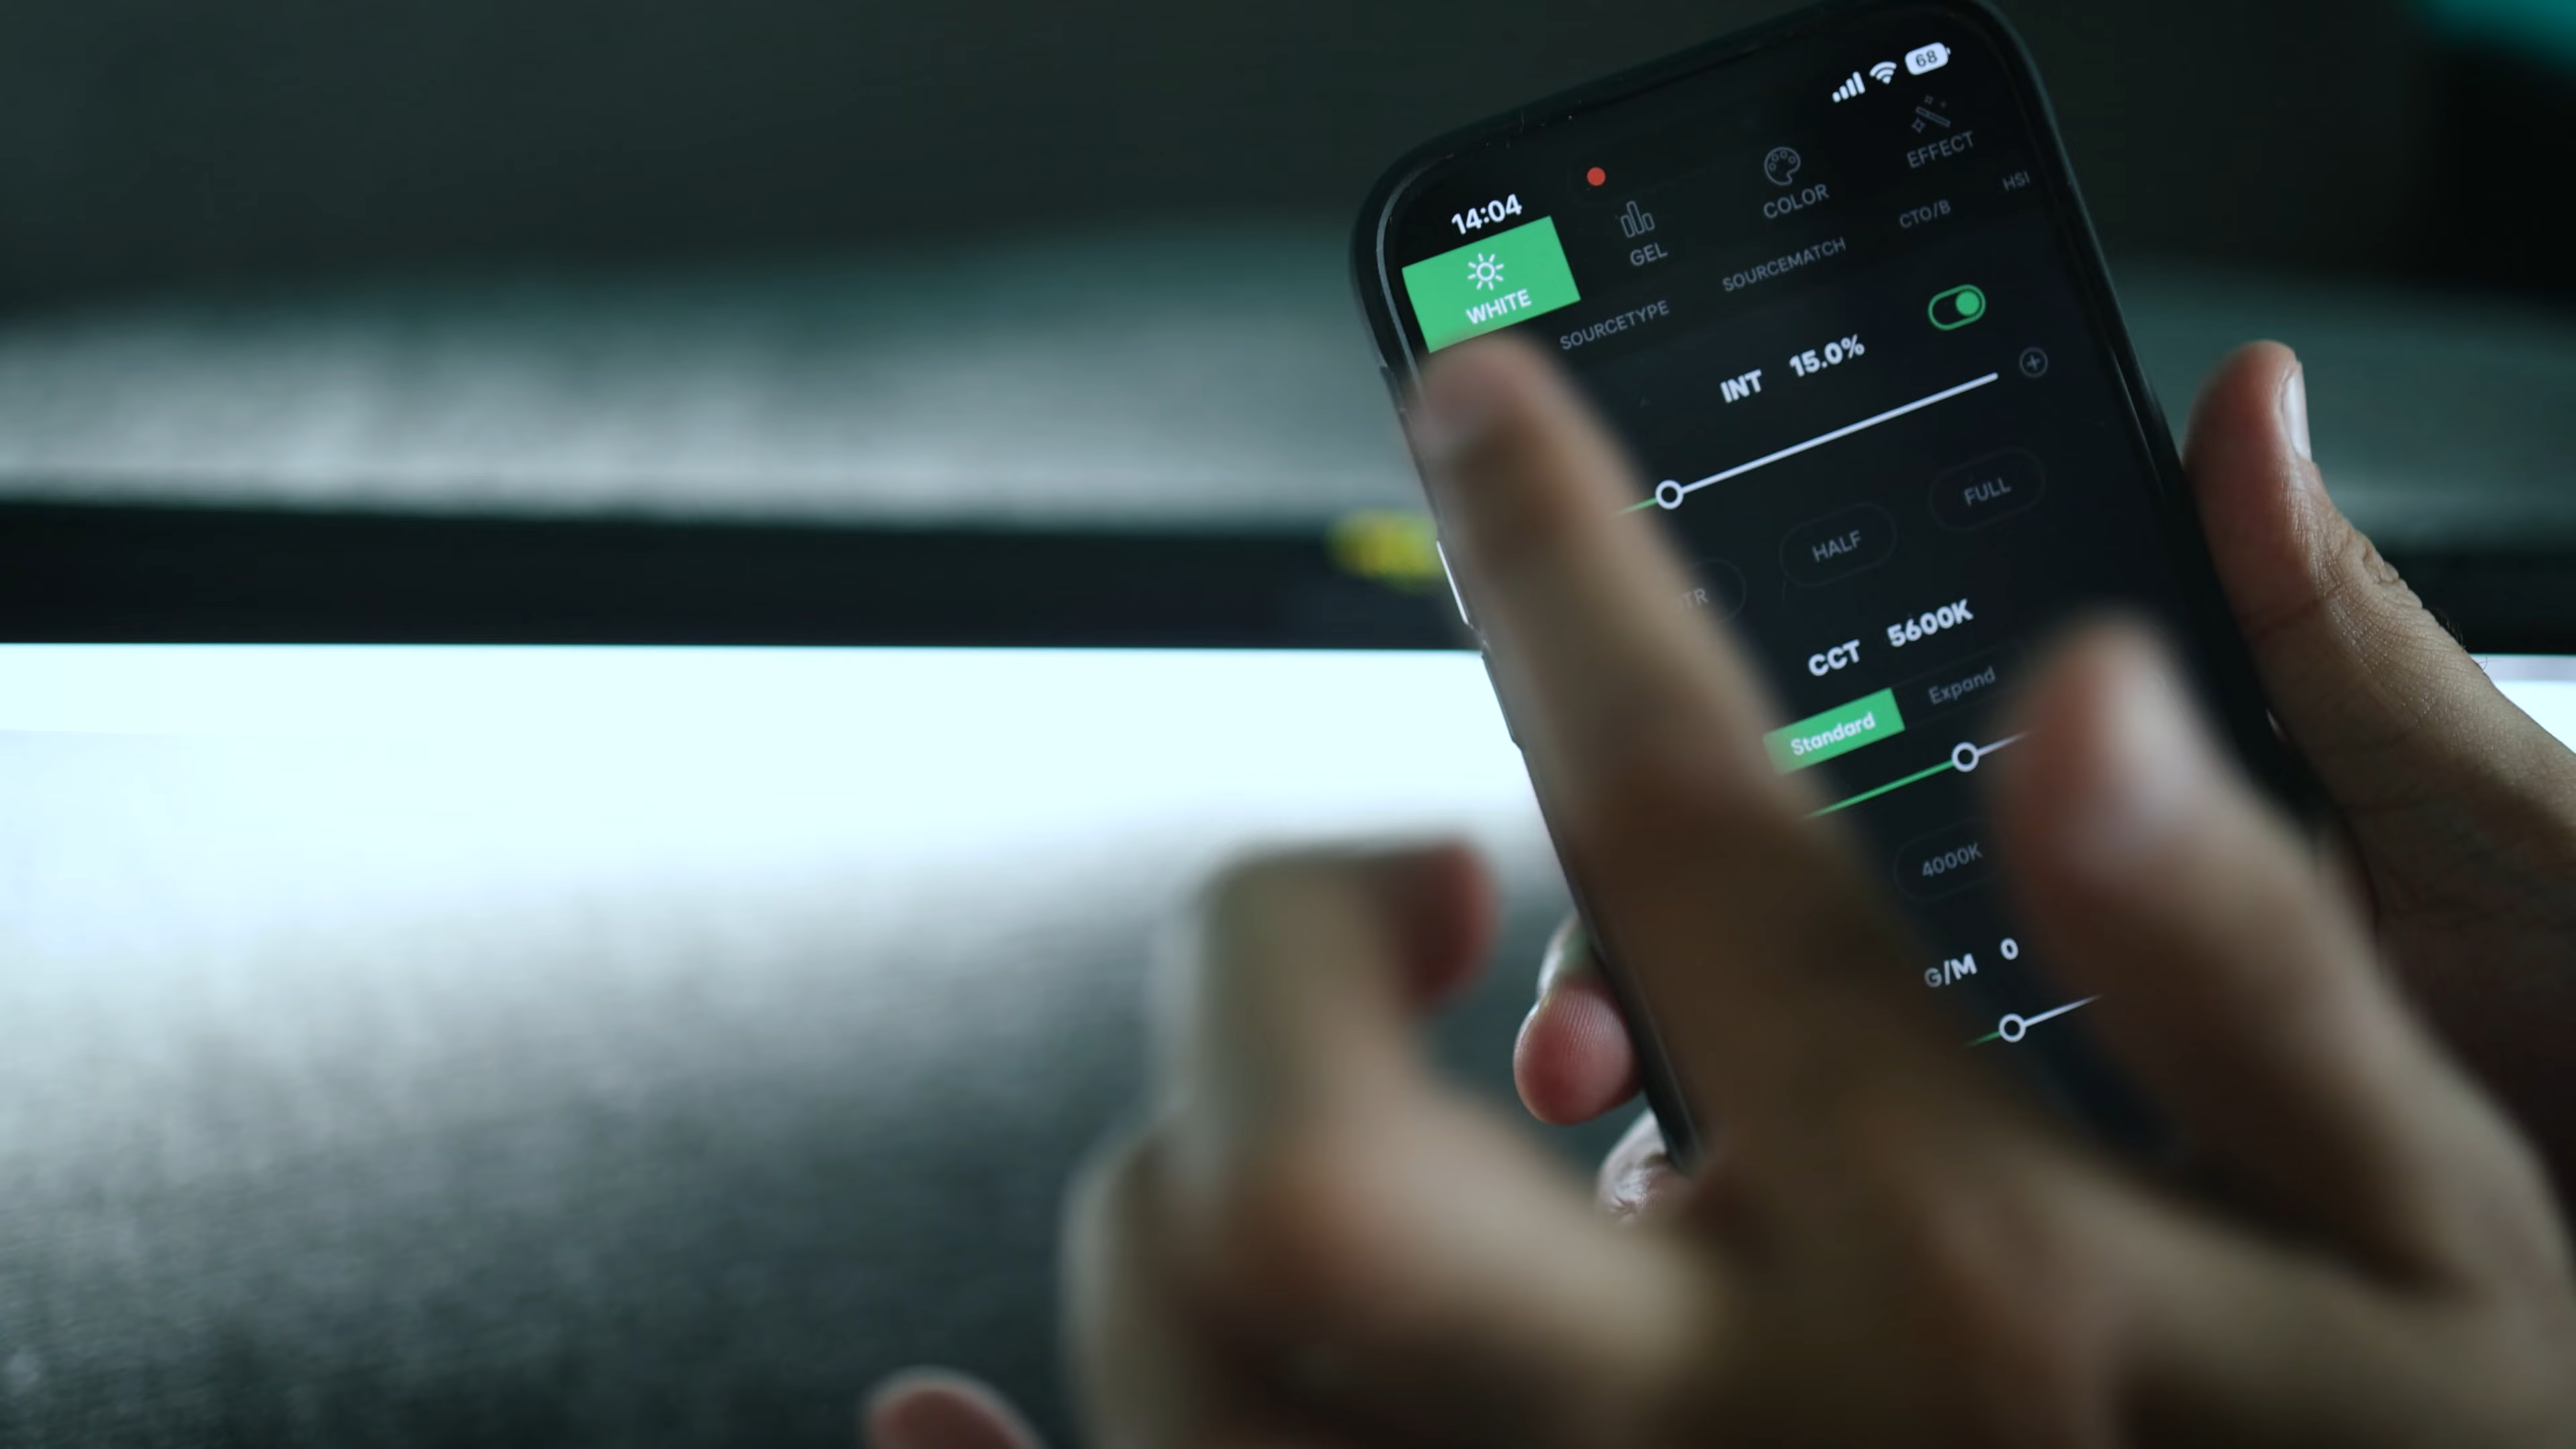 14:04
68
WHITE
GEL
COLOR
EFFECT
SOURCETYPE
SOURCEMATCH
CTO/B
HSI
INT 15.0%
HALF
FULL
CCT 5600K
Standard
Expand
4000K
G/M 0